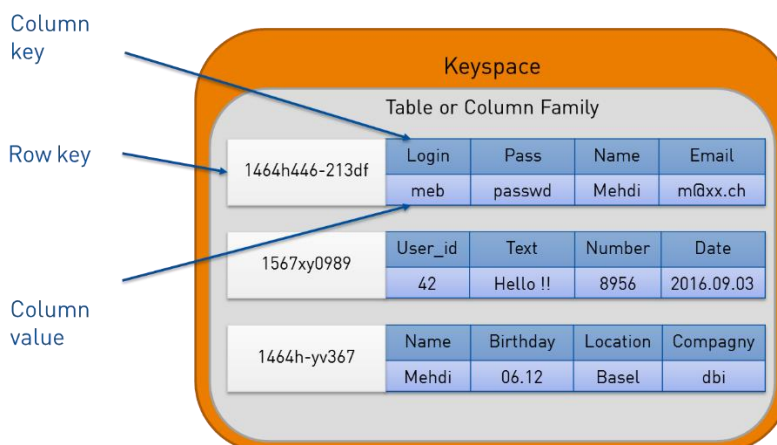 Column
key
Keyspace
Table or Column Family
Row key
1464h446-213df
Login Pass Name Email
meb passwd Mehdi m@xx.ch
1567xy0989
User_id Text Number Date
42 Hello !! 8956 2016.09.03
Column
value
1464h-yv367
Name Birthday Location Compagny
Mehdi 06.12 Basel dbi